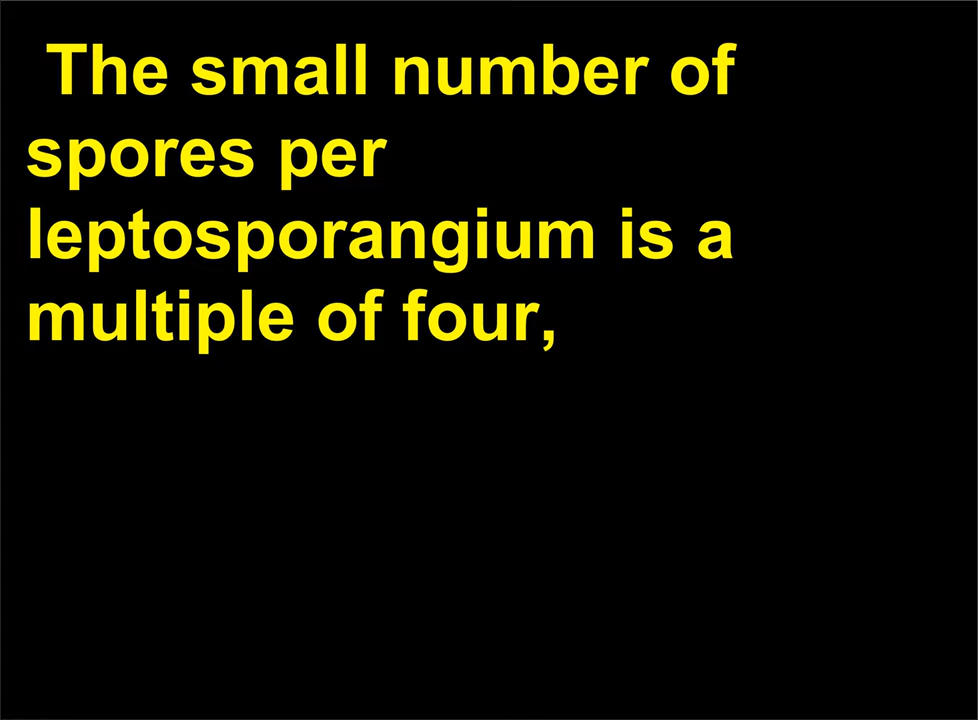 The small number of
spores per
leptosporangium is a
multiple of four,